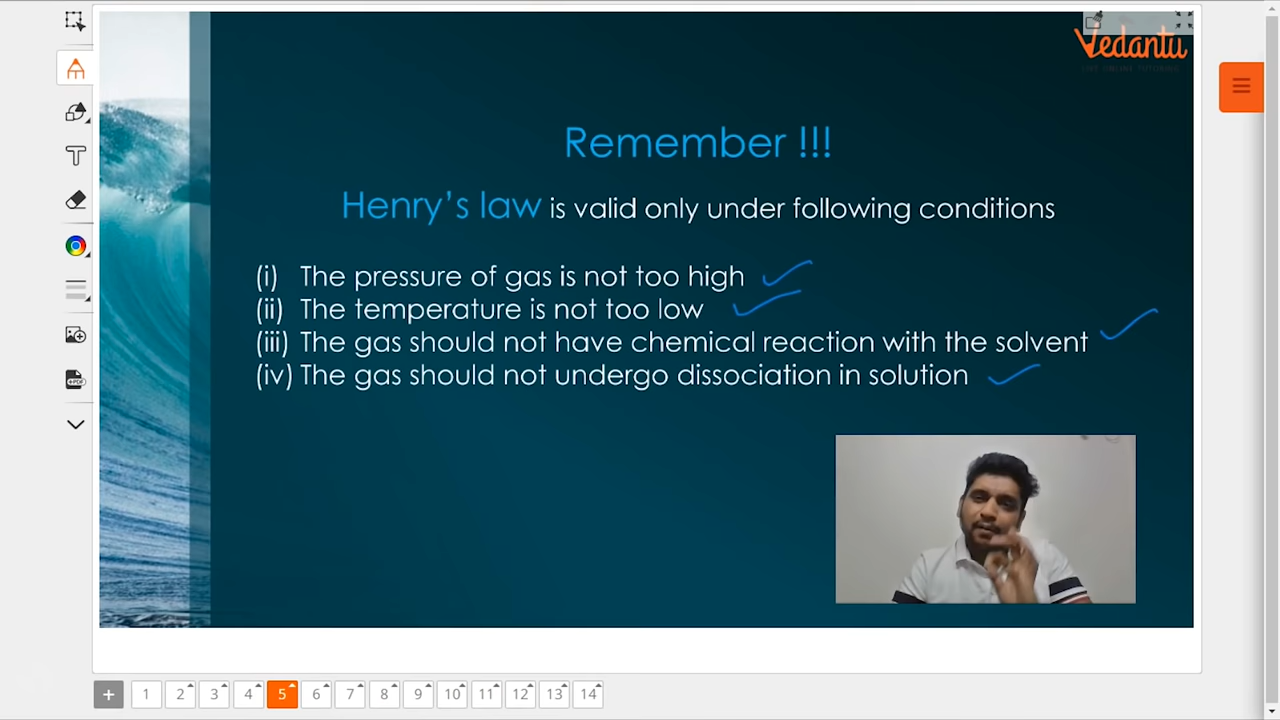 Vedantu
Remember !!!
Henry's law is valid only under following conditions
(i) The pressure of gas is not too high
(ii) The temperature is not too low
(iii) The gas should not have chemical reaction with the solvent
(iv) The gas should not undergo dissociation in solution
+ 1 2 3 4 5 6 7 8 9 10 11 12 13 14